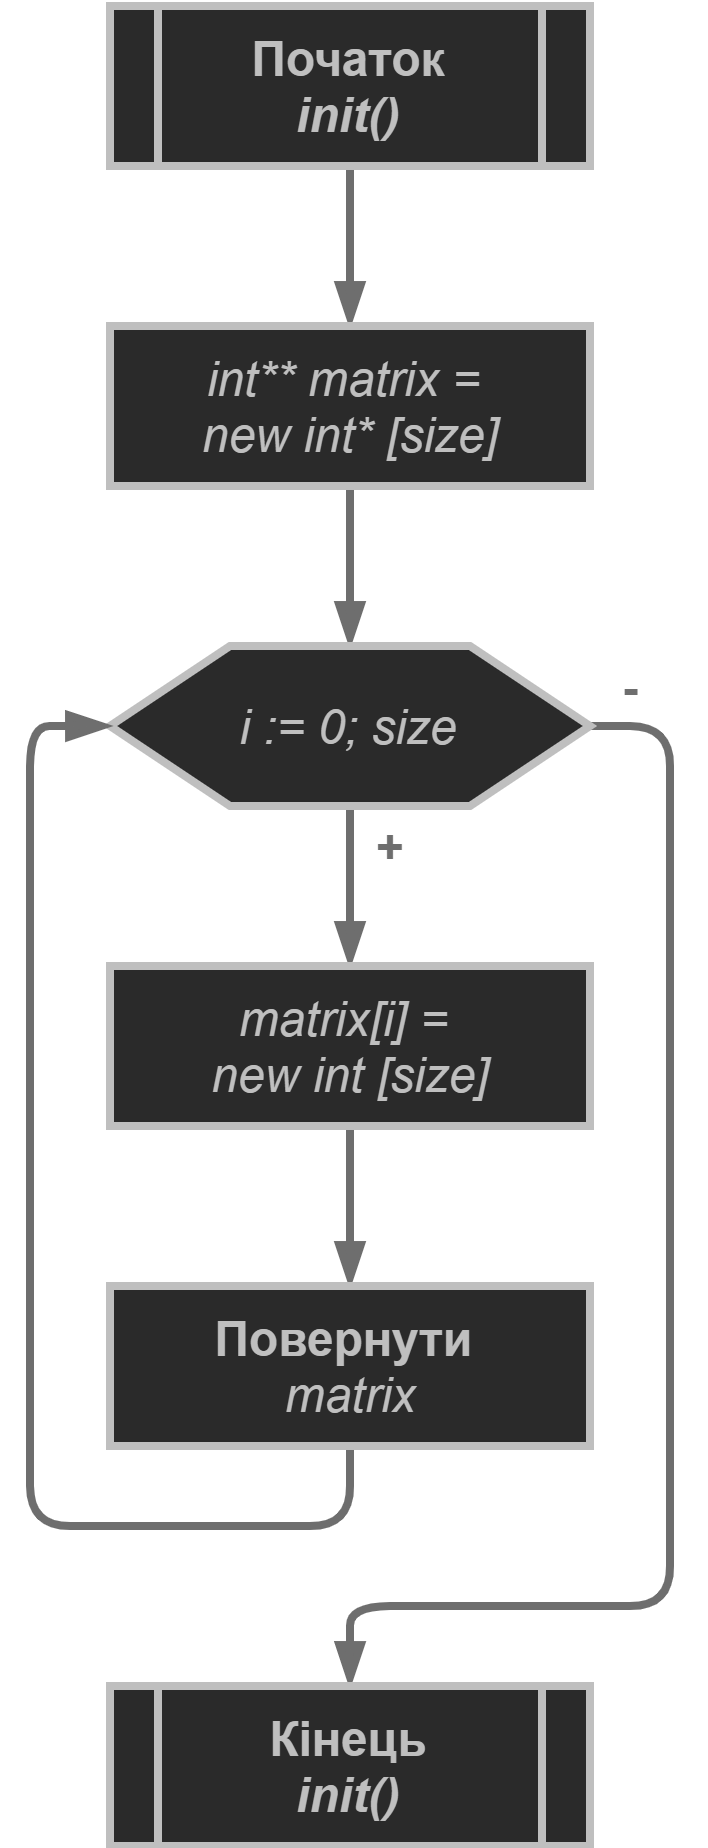 Початок
init()
int** matrix =
new int* [size]
i := 0; size
-
+
matrix[i] =
new int [size]
Повернути
matrix
Кінець
init()